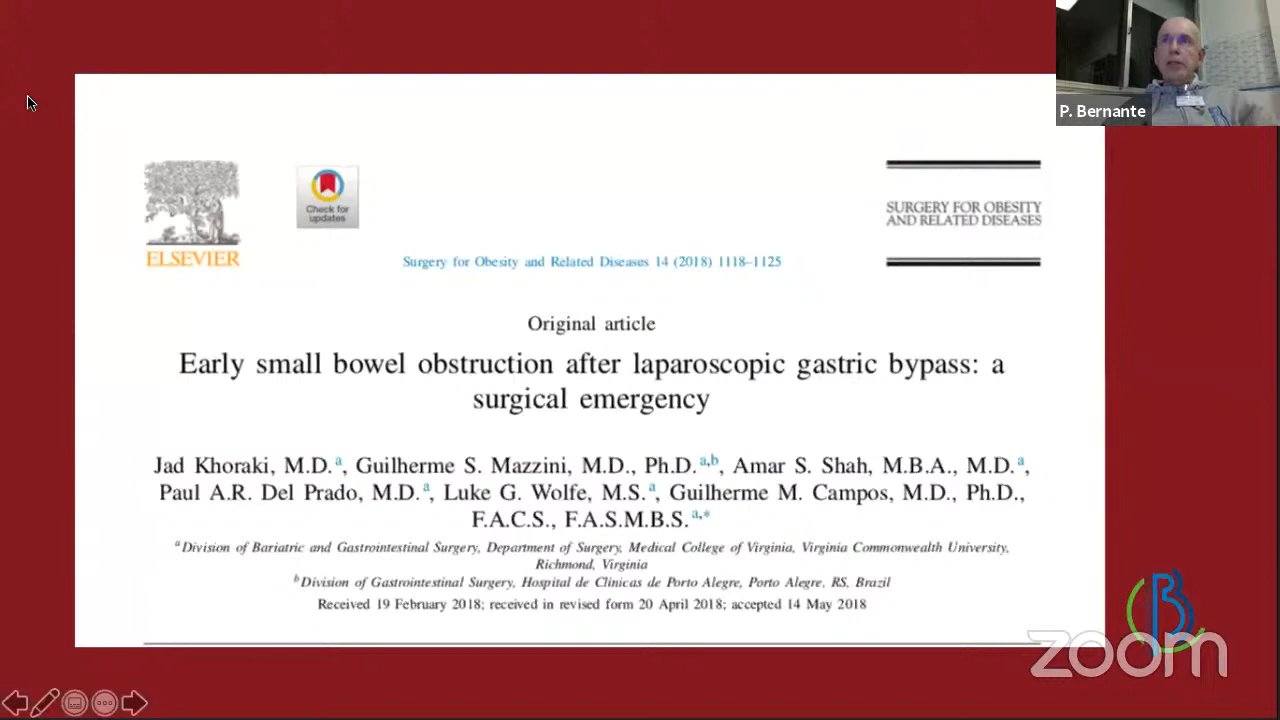 P. Bernante
ELSEVIER
Check for
updates
SURGERY FOR OBESITY
AND RELATED DISEASES
Surgery for Obesity and Related Diseases 14 (2018) 1118–1125
Original article
Early small bowel obstruction after laparoscopic gastric bypass: a
surgical emergency
Jad Khoraki, M.D.a, Guilherme S. Mazzini, M.D., Ph.D.a,b, Amar S. Shah, M.B.A., M.D.a,
Paul A.R. Del Prado, M.D.a, Luke G. Wolfe, M.S.a, Guilherme M. Campos, M.D., Ph.D.,
F.A.C.S., F.A.S.M.B.S.a,*
aDivision of Bariatric and Gastrointestinal Surgery, Department of Surgery, Medical College of Virginia, Virginia Commonwealth University,
Richmond, Virginia
bDivision of Gastrointestinal Surgery, Hospital de Clinicas de Porto Alegre, Porto Alegre, RS, Brazil
Received 19 February 2018; received in revised form 20 April 2018; accepted 14 May 2018
zoom